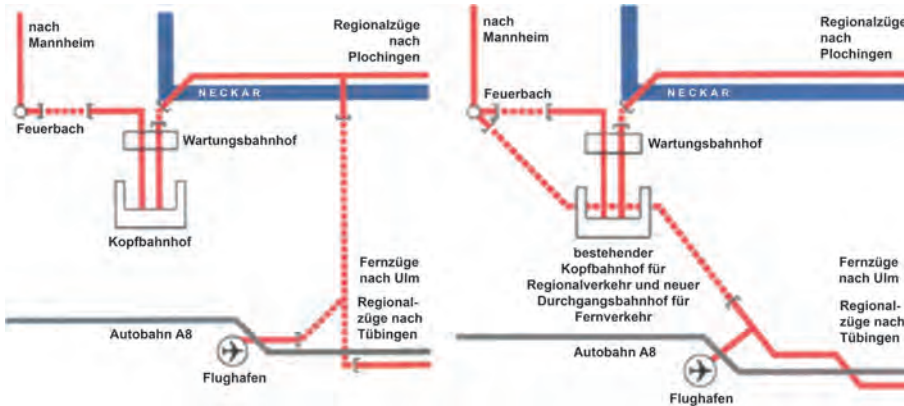 nach
Mannheim
Regionalzüge
nach
Plochingen
NECKAR
Feuerbach
Wartungsbahnhof
Kopfbahnhof
Fernzüge
nach Ulm
Regional-
züge nach
Tübingen
Autobahn A8
Flughafen
nach
Mannheim
Regionalzüge
nach
Plochingen
NECKAR
Feuerbach
Wartungsbahnhof
bestehender
Kopfbahnhof für
Regionalverkehr und neuer
Durchgangsbahnhof für
Fernverkehr
Fernzüge
nach Ulm
Regional-
züge nach
Tübingen
Autobahn A8
Flughafen